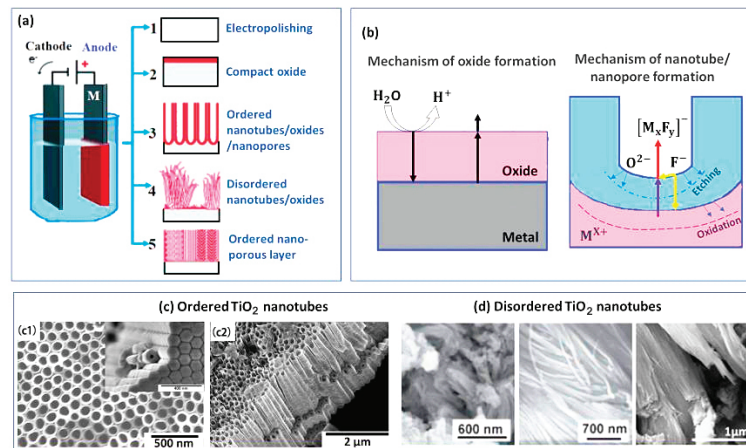 (a)
Cathode
Anode
e⁻
+
M
1
Electropolishing
2
Compact oxide
3
Ordered
nanotubes/oxides
/nanopores
4
Disordered
nanotubes/oxides
5
Ordered nano-
porous layer
(b)
Mechanism of oxide formation
H₂O
H⁺
Oxide
Metal
Mechanism of nanotube/
nanopore formation
[MₓFᵧ]⁻
O²⁻
F⁻
Etching
Oxidation
Mˣ⁺
(c) Ordered TiO₂ nanotubes
(c1)
500 nm
(c2)
2 µm
(d) Disordered TiO₂ nanotubes
600 nm
700 nm
1µm